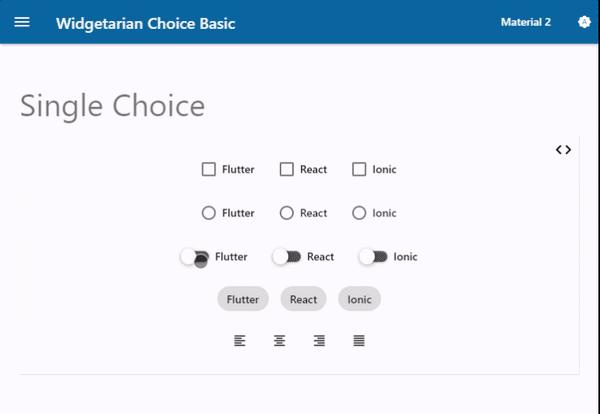 Widgetarian Choice Basic Material 2
Single Choice
Flutter React Ionic
Flutter React Ionic
Flutter React Ionic
Flutter React Ionic